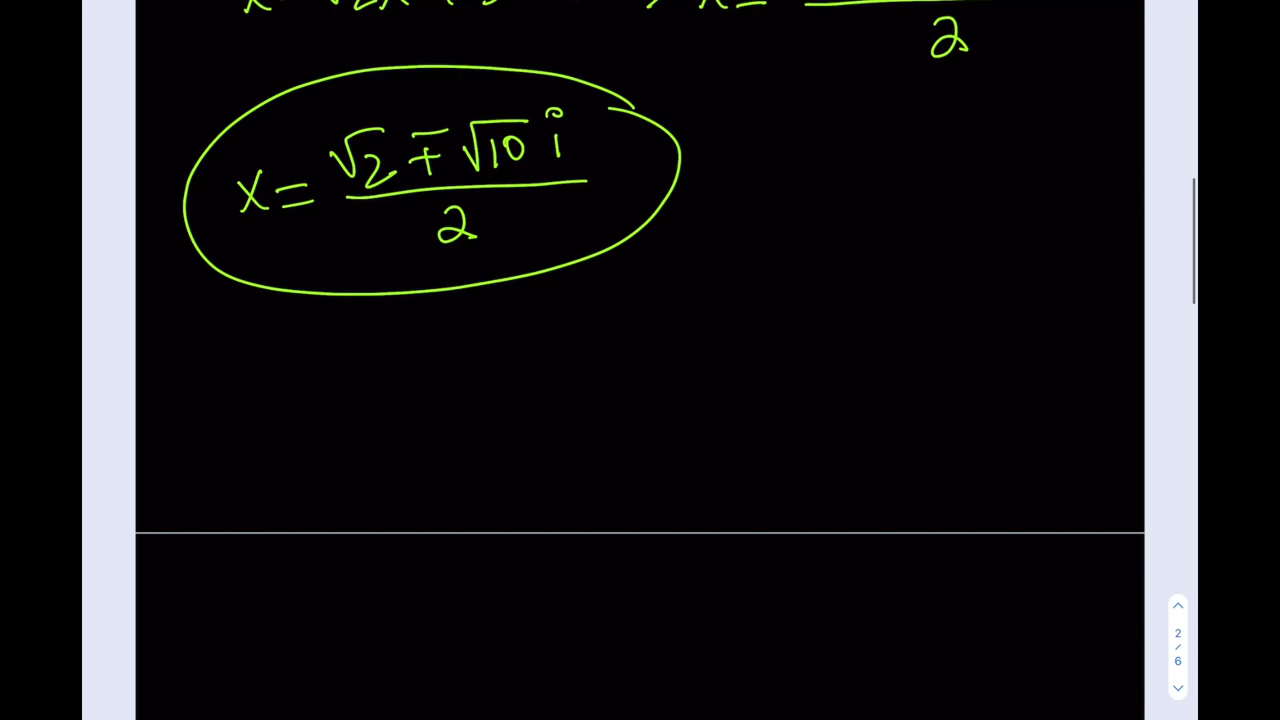 2
x = (√2 ∓ √10 i) / 2
2
/
6